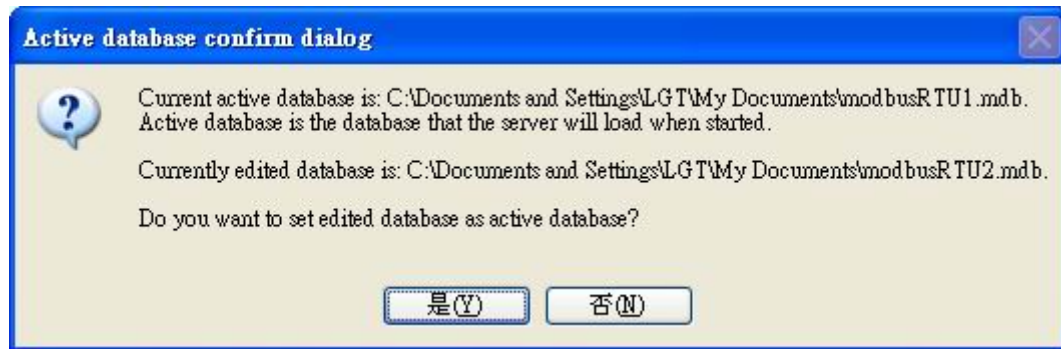 Active database confirm dialog
?
Current active database is: C:\Documents and Settings\LGT\My Documents\modbusRTU1.mdb.
Active database is the database that the server will load when started.
Currently edited database is: C:\Documents and Settings\LGT\My Documents\modbusRTU2.mdb.
Do you want to set edited database as active database?
是(Y) 否(N)